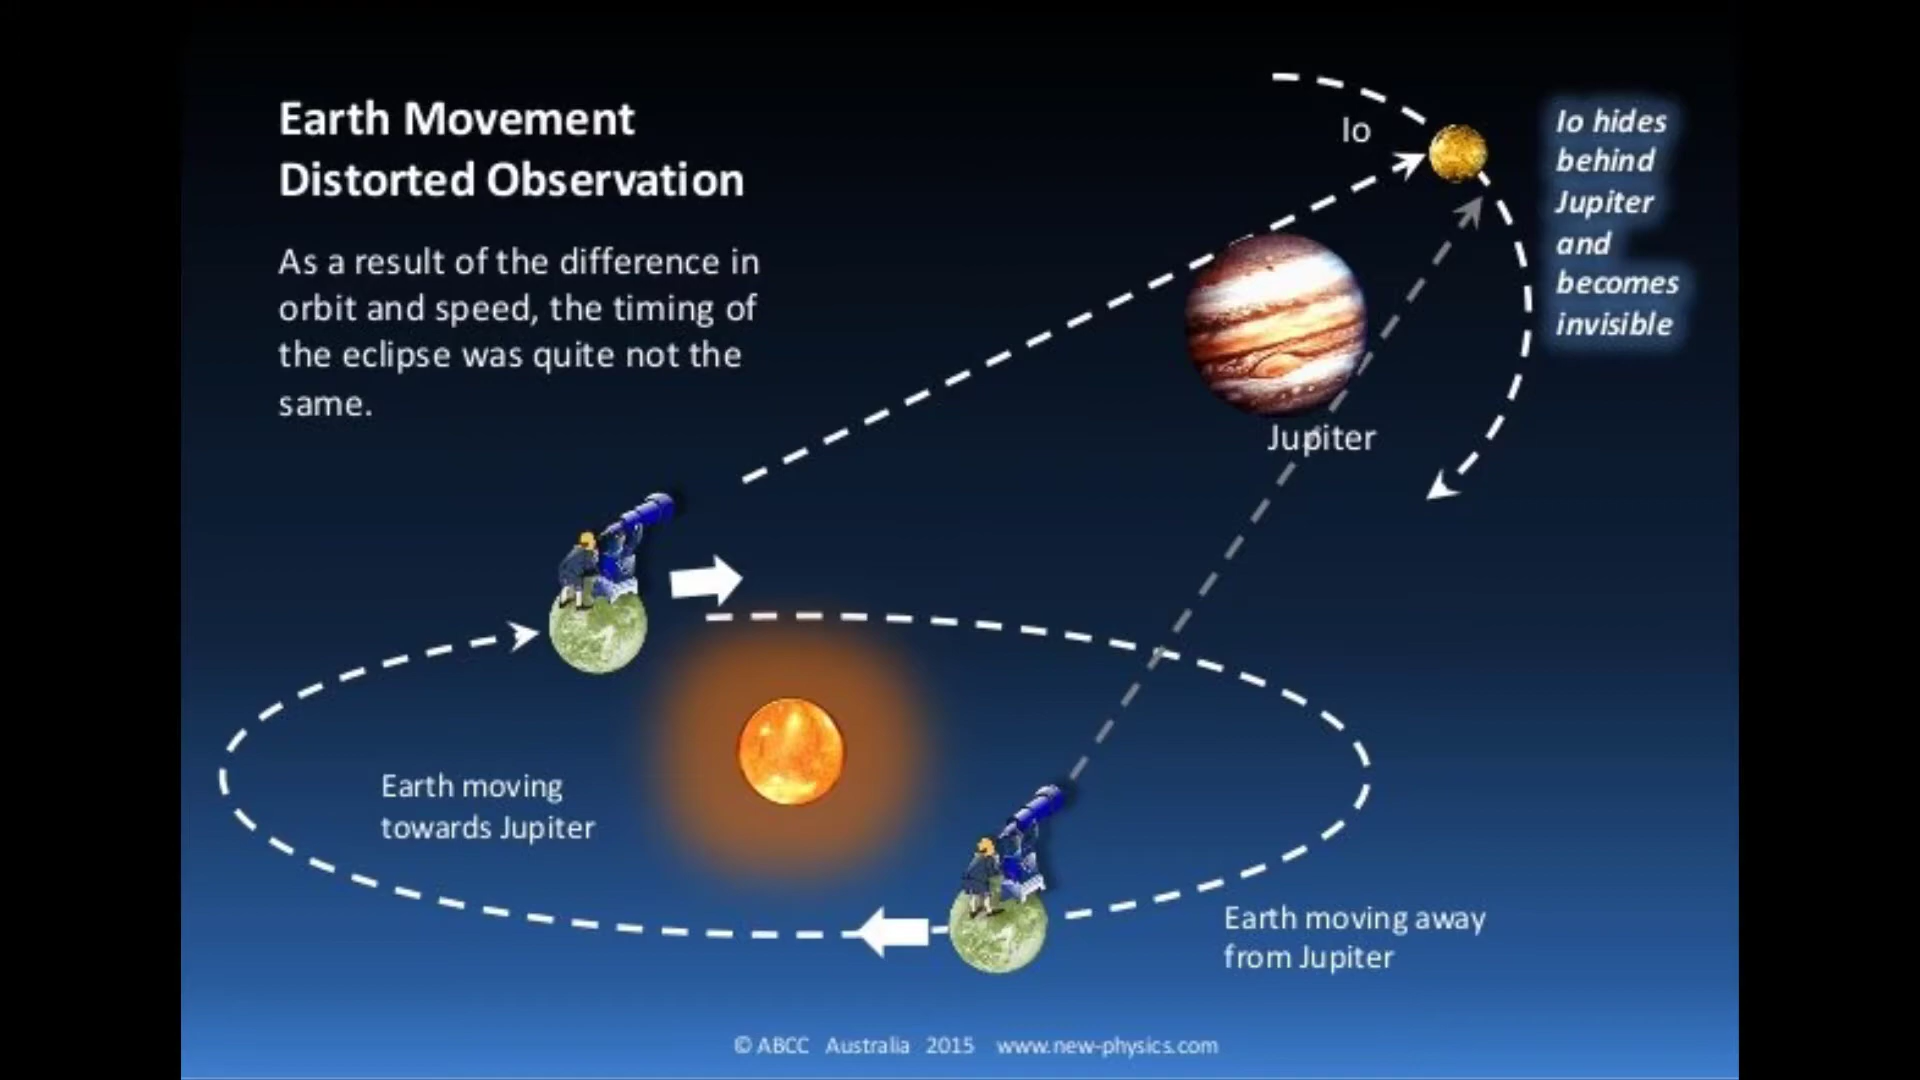 Earth Movement
Distorted Observation
As a result of the difference in
orbit and speed, the timing of
the eclipse was quite not the
same.
Io
Io hides
behind
Jupiter
and
becomes
invisible
Jupiter
Earth moving
towards Jupiter
Earth moving away
from Jupiter
© ABCC Australia 2015 www.new-physics.com